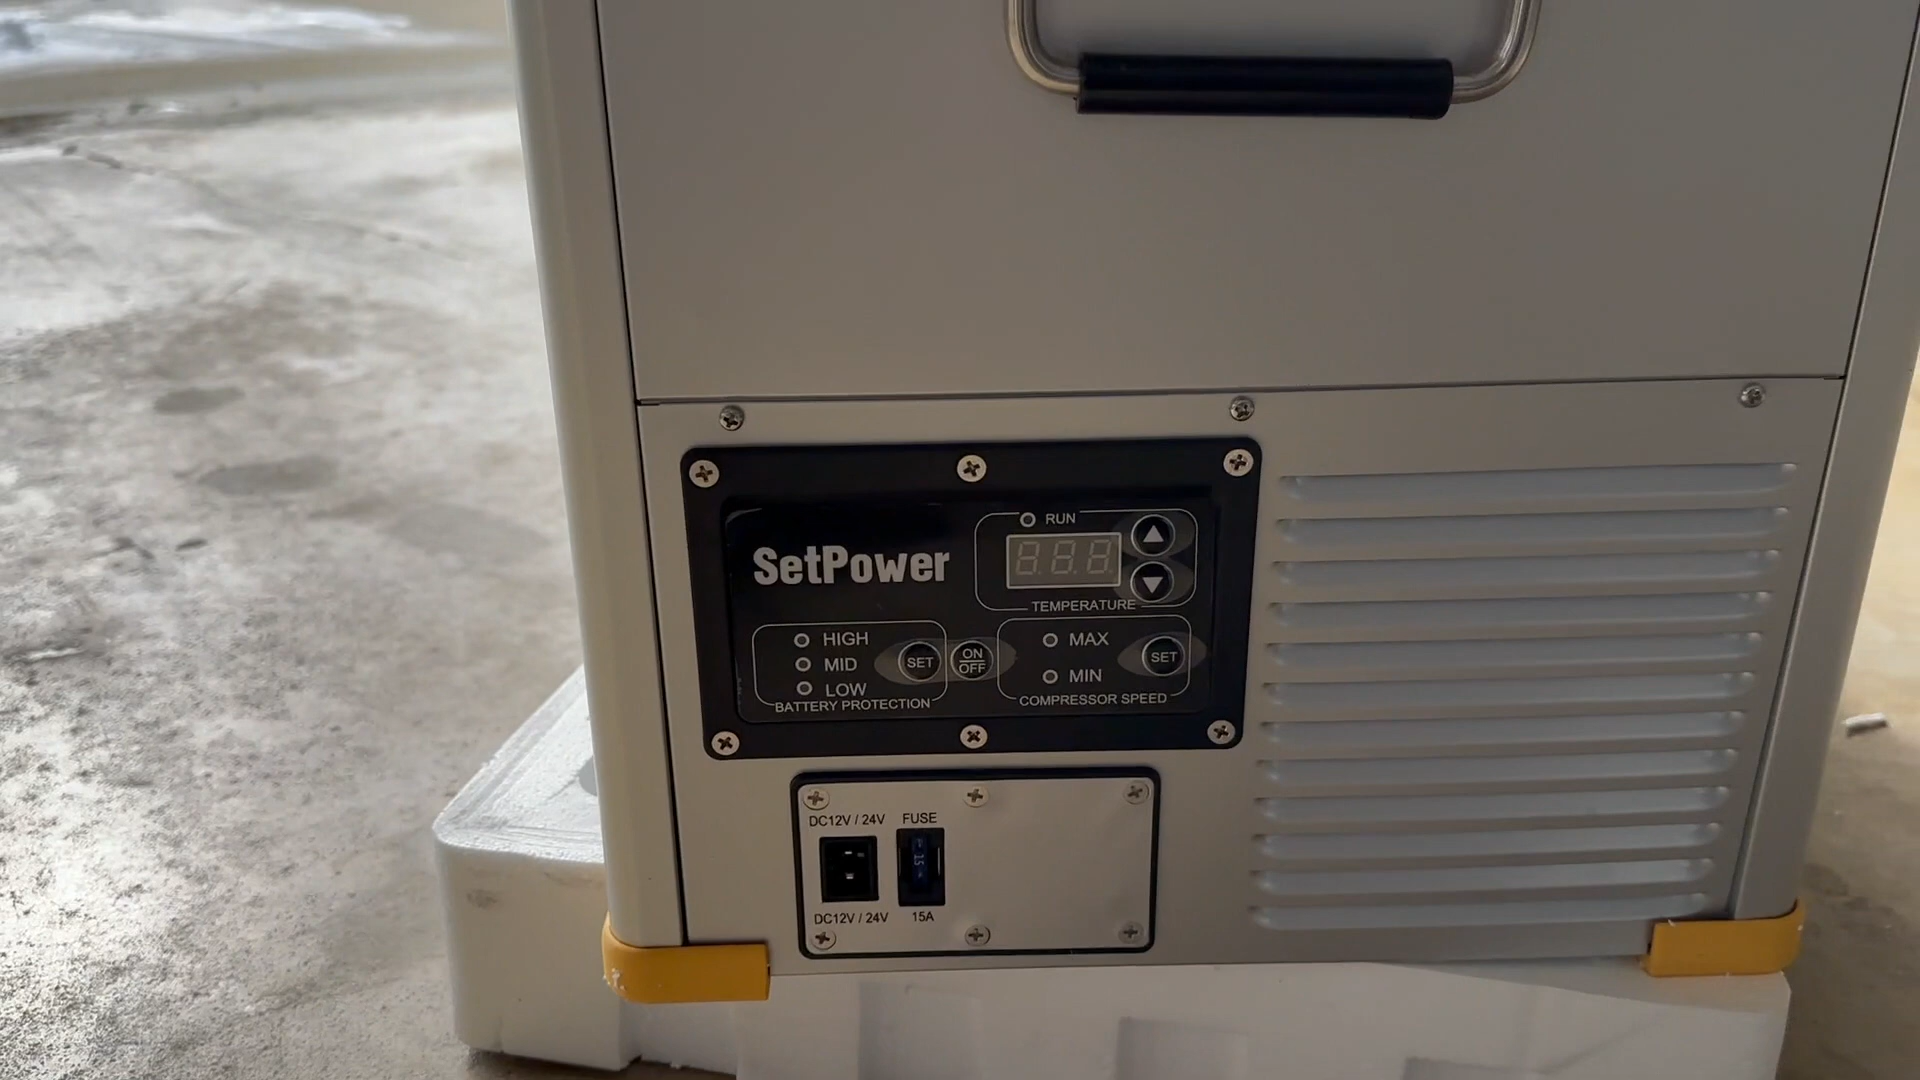 SetPower
RUN
TEMPERATURE
HIGH
MID
LOW
SET
BATTERY PROTECTION
ON
OFF
MAX
MIN
SET
COMPRESSOR SPEED
DC12V / 24V
FUSE
15
DC12V / 24V
15A